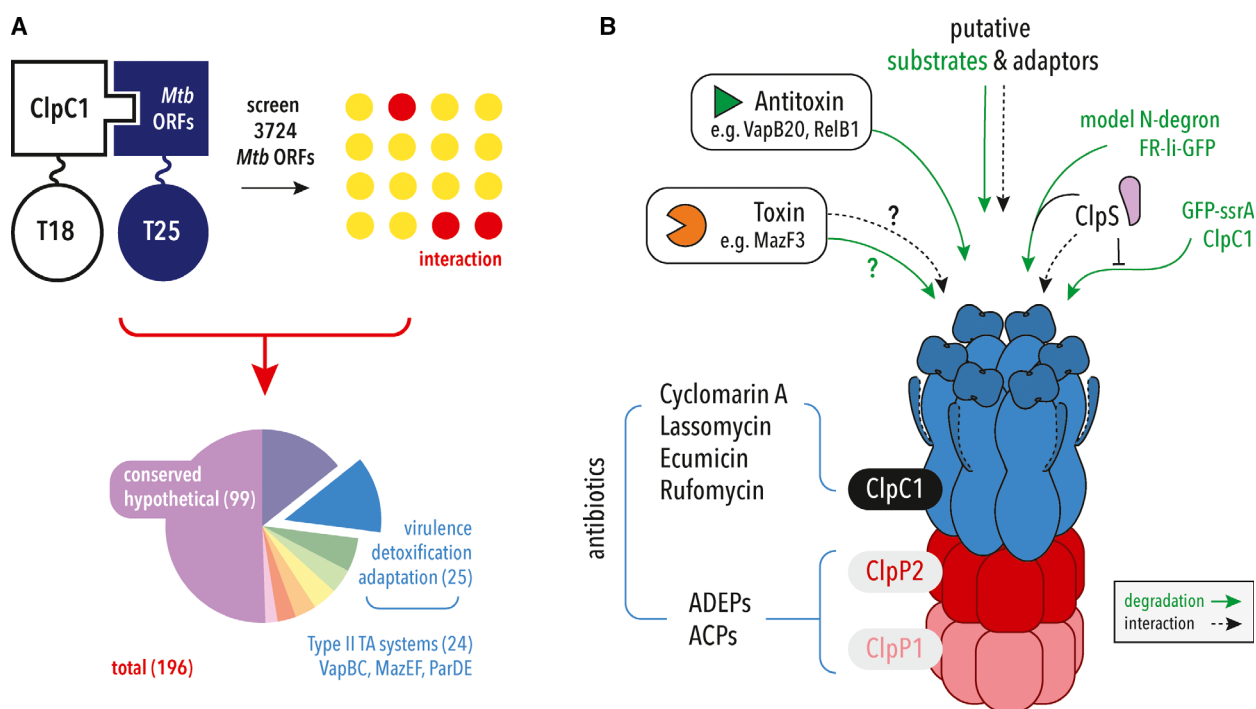 A
ClpC1
Mtb
ORFs
T18
T25
screen
3724
Mtb ORFs
interaction
conserved
hypothetical (99)
virulence
detoxification
adaptation (25)
Type II TA systems (24)
VapBC, MazEF, ParDE
total (196)
B
putative
substrates & adaptors
Antitoxin
e.g. VapB20, RelB1
Toxin
e.g. MazF3
?
?
model N-degron
FR-li-GFP
ClpS
GFP-ssrA
ClpC1
antibiotics
Cyclomarin A
Lassomycin
Ecumicin
Rufomycin
ClpC1
ADEPs
ACPs
ClpP2
ClpP1
degradation
interaction